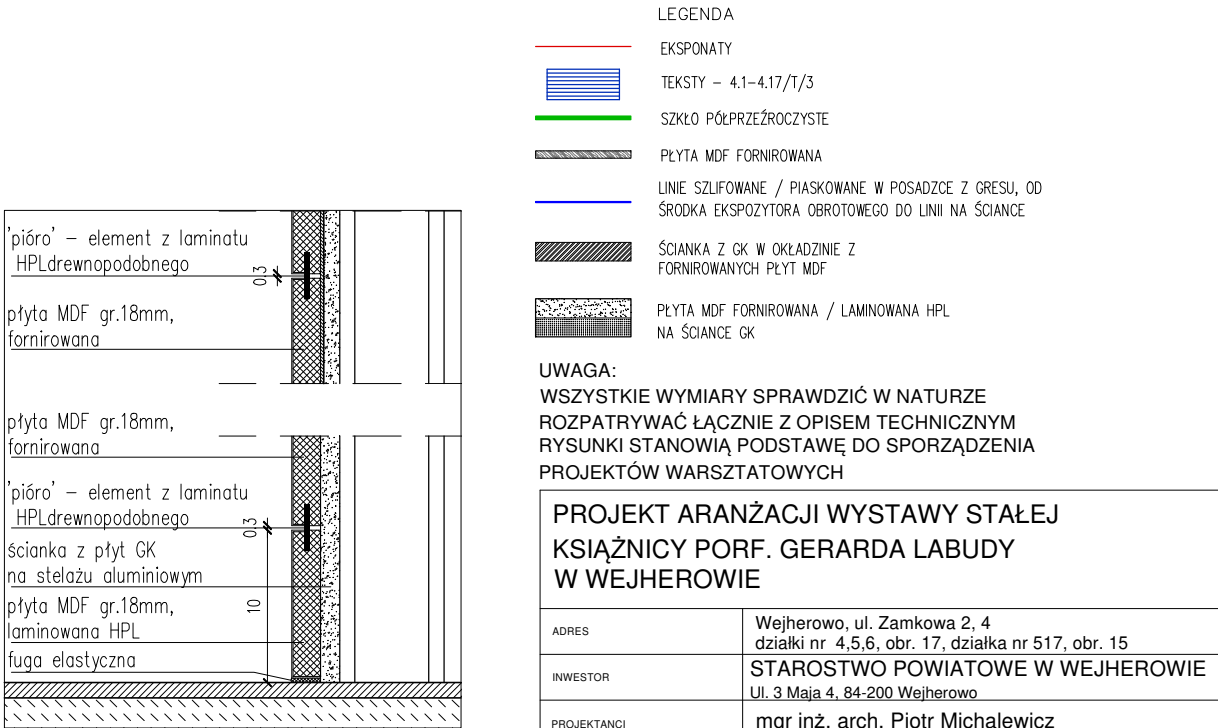 LEGENDA
EKSPONATY
TEKSTY – 4.1–4.17/T/3
SZKŁO PÓŁPRZEŹROCZYSTE
PŁYTA MDF FORNIROWANA
LINIE SZLIFOWANE / PIASKOWANE W POSADZCE Z GRESU, OD
ŚRODKA EKSPOZYTORA OBROTOWEGO DO LINII NA ŚCIANCE
ŚCIANKA Z GK W OKŁADZINIE Z
FORNIROWANYCH PŁYT MDF
PŁYTA MDF FORNIROWANA / LAMINOWANA HPL
NA ŚCIANCE GK
'pióro' – element z laminatu
HPLdrewnopodobnego
0,3
płyta MDF gr.18mm,
fornirowana
płyta MDF gr.18mm,
fornirowana
'pióro' – element z laminatu
HPLdrewnopodobnego
0,3
ścianka z płyt GK
na stelażu aluminiowym
płyta MDF gr.18mm,
laminowana HPL
10
fuga elastyczna
UWAGA:
WSZYSTKIE WYMIARY SPRAWDZIĆ W NATURZE
ROZPATRYWAĆ ŁĄCZNIE Z OPISEM TECHNICZNYM
RYSUNKI STANOWIĄ PODSTAWĘ DO SPORZĄDZENIA
PROJEKTÓW WARSZTATOWYCH
PROJEKT ARANŻACJI WYSTAWY STAŁEJ
KSIĄŻNICY PORF. GERARDA LABUDY
W WEJHEROWIE
ADRES
Wejherowo, ul. Zamkowa 2, 4
działki nr 4,5,6, obr. 17, działka nr 517, obr. 15
INWESTOR
STAROSTWO POWIATOWE W WEJHEROWIE
Ul. 3 Maja 4, 84-200 Wejherowo
PROJEKTANCI
mgr inż. arch. Piotr Michalewicz